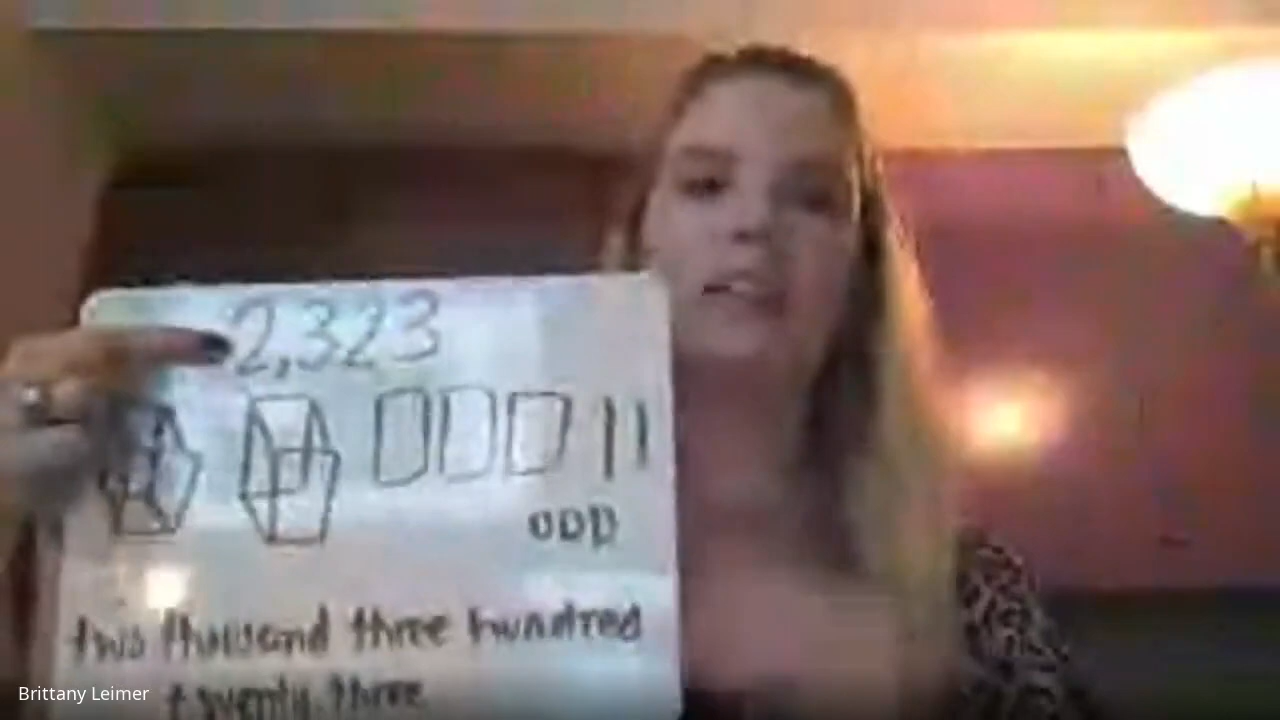 2,323
ODD
two thousand three hundred
twenty three
Brittany Leimer